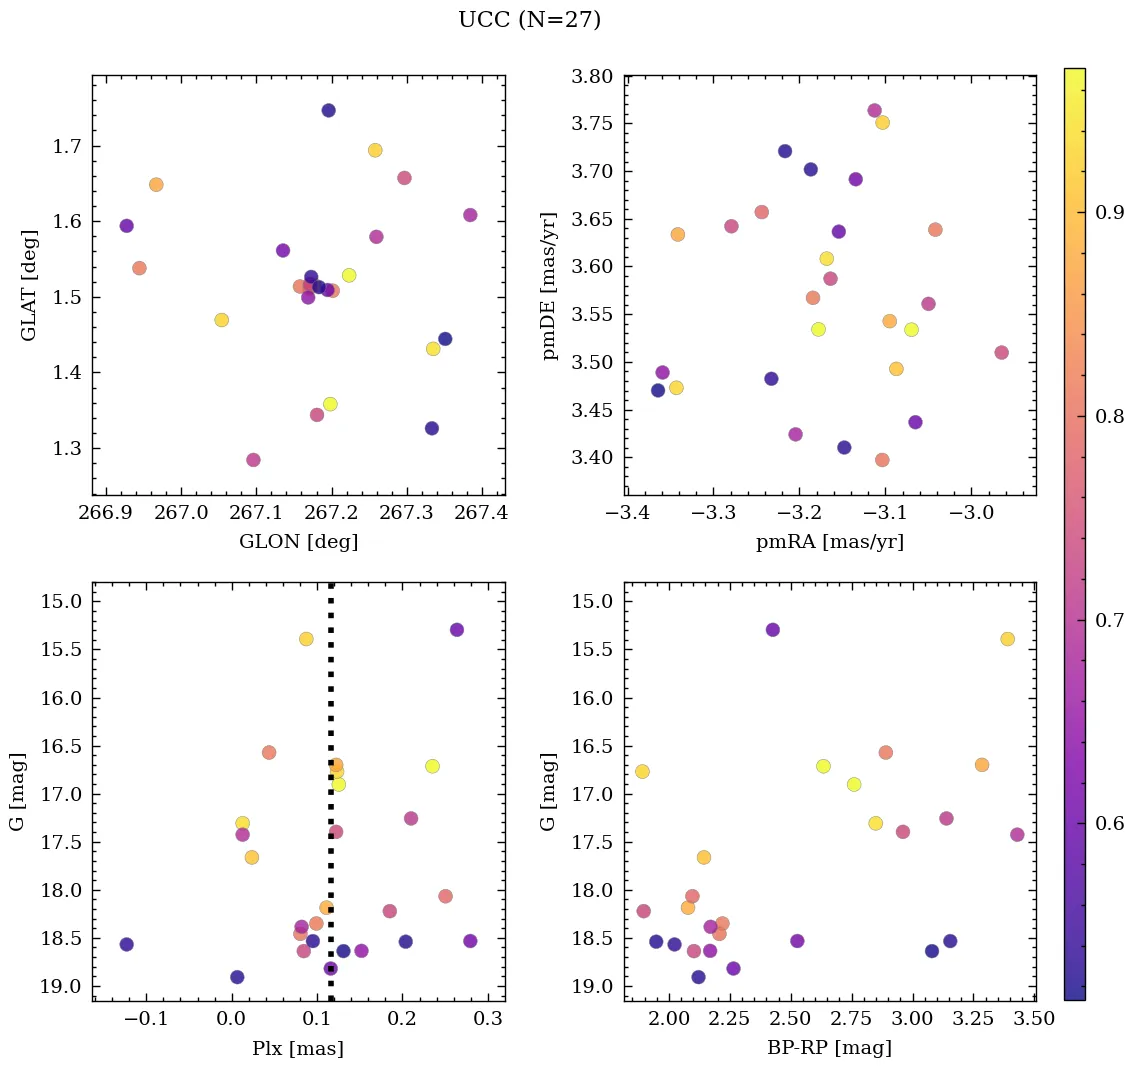 UCC (N=27)
1.7
1.6
1.5
1.4
1.3
GLAT [deg]
266.9 267.0 267.1 267.2 267.3 267.4
GLON [deg]
3.80
3.75
3.70
3.65
3.60
3.55
3.50
3.45
3.40
pmDE [mas/yr]
−3.4 −3.3 −3.2 −3.1 −3.0
pmRA [mas/yr]
0.9
0.8
0.7
0.6
15.0
15.5
16.0
16.5
17.0
17.5
18.0
18.5
19.0
G [mag]
−0.1 0.0 0.1 0.2 0.3
Plx [mas]
15.0
15.5
16.0
16.5
17.0
17.5
18.0
18.5
19.0
G [mag]
2.00 2.25 2.50 2.75 3.00 3.25 3.50
BP-RP [mag]